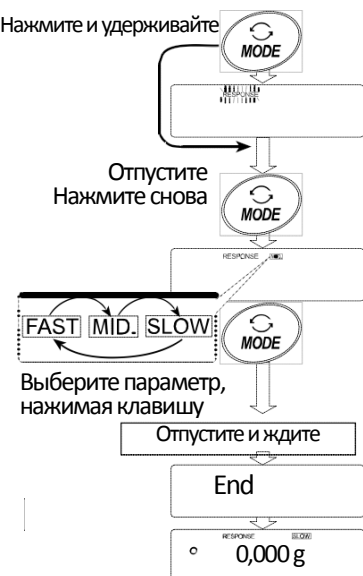 Нажмите и удерживайте
MODE
RESPONSE
Отпустите
Нажмите снова
MODE
RESPONSE
FAST MID. SLOW
MODE
Выберите параметр,
нажимая клавишу
Отпустите и ждите
End
RESPONSE SLOW
0,000 g